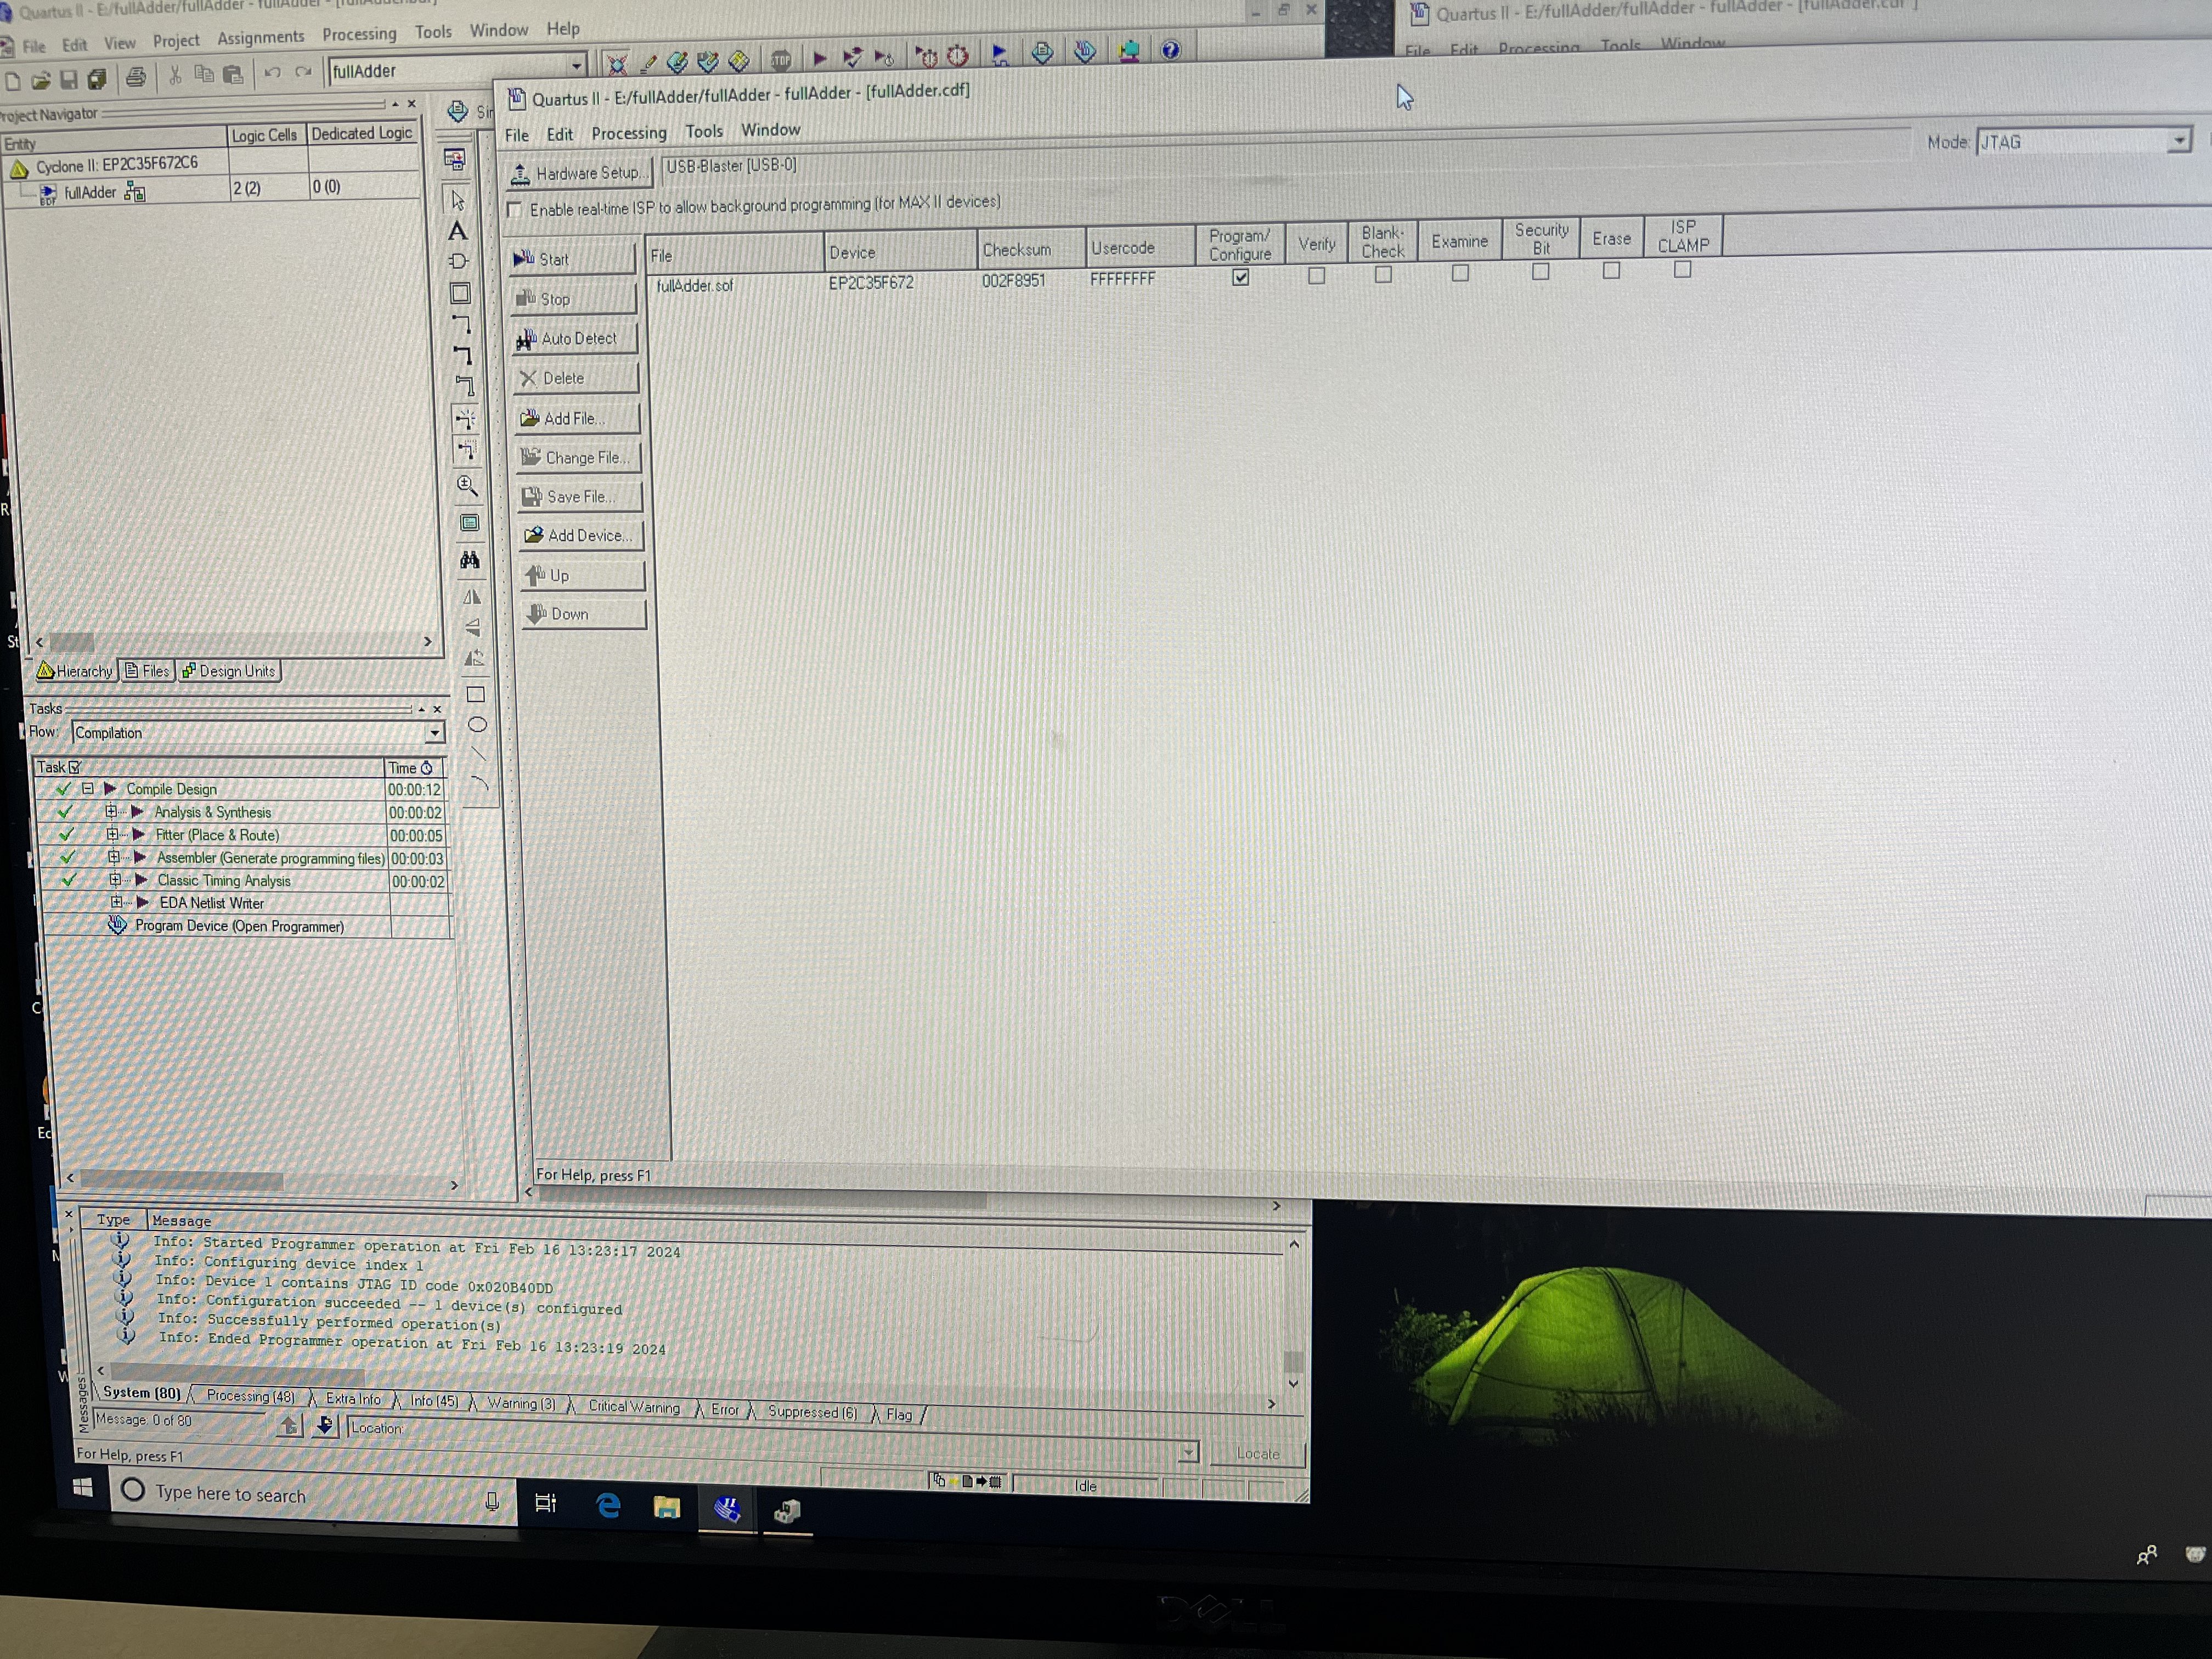 Quartus II - E:/fullAdder/fullAdder - fullAdder -
File Edit View Project Assignments Processing Tools Window Help
fullAdder
STOP
Quartus II - E:/fullAdder/fullAdder - fullAdder - [fullAdder.cdf]
File Edit Processing Tools Window
Project Navigator
Entity Logic Cells Dedicated Logic
Cyclone II: EP2C35F672C6
BDF fullAdder 2 (2) 0 (0)
Hierarchy Files Design Units
Tasks
Flow: Compilation
Task Time
Compile Design 00:00:12
Analysis & Synthesis 00:00:02
Fitter (Place & Route) 00:00:05
Assembler (Generate programming files) 00:00:03
Classic Timing Analysis 00:00:02
EDA Netlist Writer
Program Device (Open Programmer)
Quartus II - E:/fullAdder/fullAdder - fullAdder - [fullAdder.cdf]
File Edit Processing Tools Window
Hardware Setup... USB-Blaster [USB-0]
Mode: JTAG
Enable real-time ISP to allow background programming (for MAX II devices)
Start
Stop
Auto Detect
Delete
Add File...
Change File...
Save File...
Add Device...
Up
Down
File Device Checksum Usercode Program/ Configure Verify Blank- Check Examine Security Bit Erase ISP CLAMP
fullAdder.sof EP2C35F672 002F8951 FFFFFFFF
For Help, press F1
Type Message
Info: Started Programmer operation at Fri Feb 16 13:23:17 2024
Info: Configuring device index 1
Info: Device 1 contains JTAG ID code 0x020B40DD
Info: Configuration succeeded -- 1 device(s) configured
Info: Successfully performed operation(s)
Info: Ended Programmer operation at Fri Feb 16 13:23:19 2024
System (80) Processing (48) Extra Info Info (45) Warning (3) Critical Warning Error Suppressed (6) Flag
Messages
Message: 0 of 80 Location: Locate
For Help, press F1
Idle
Type here to search
DELL